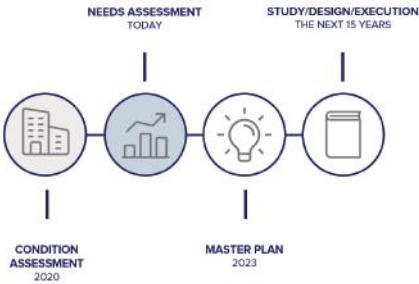 NEEDS ASSESSMENT
TODAY
STUDY/DESIGN/EXECUTION
THE NEXT 15 YEARS
CONDITION
ASSESSMENT
2020
MASTER PLAN
2023